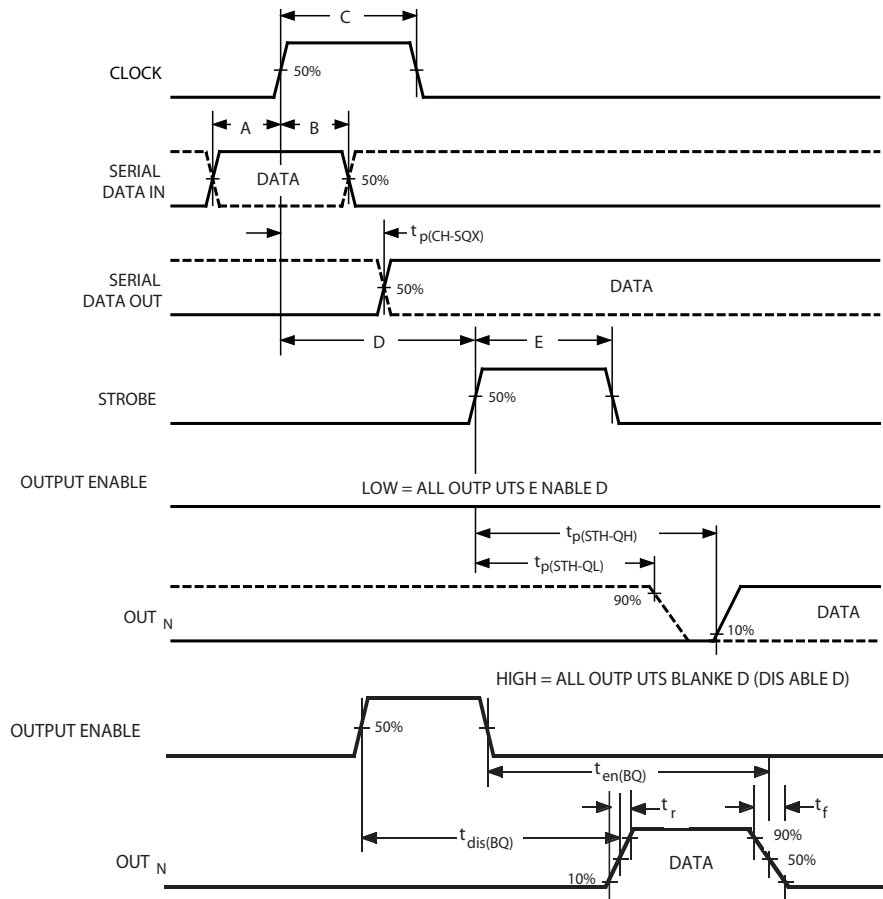 C
CLOCK
50%
A
B
SERIAL
DATA IN
DATA
50%
t p(CH-SQX)
SERIAL
DATA OUT
50%
DATA
D
E
STROBE
50%
OUTPUT ENABLE
LOW = ALL OUTP UTS E NABLE D
t p(STH-QH)
t p(STH-QL)
90%
OUT N
DATA
10%
HIGH = ALL OUTP UTS BLANKE D (DIS ABLE D)
OUTPUT ENABLE
50%
t en(BQ)
t r
t f
t dis(BQ)
90%
OUT N
DATA
50%
10%